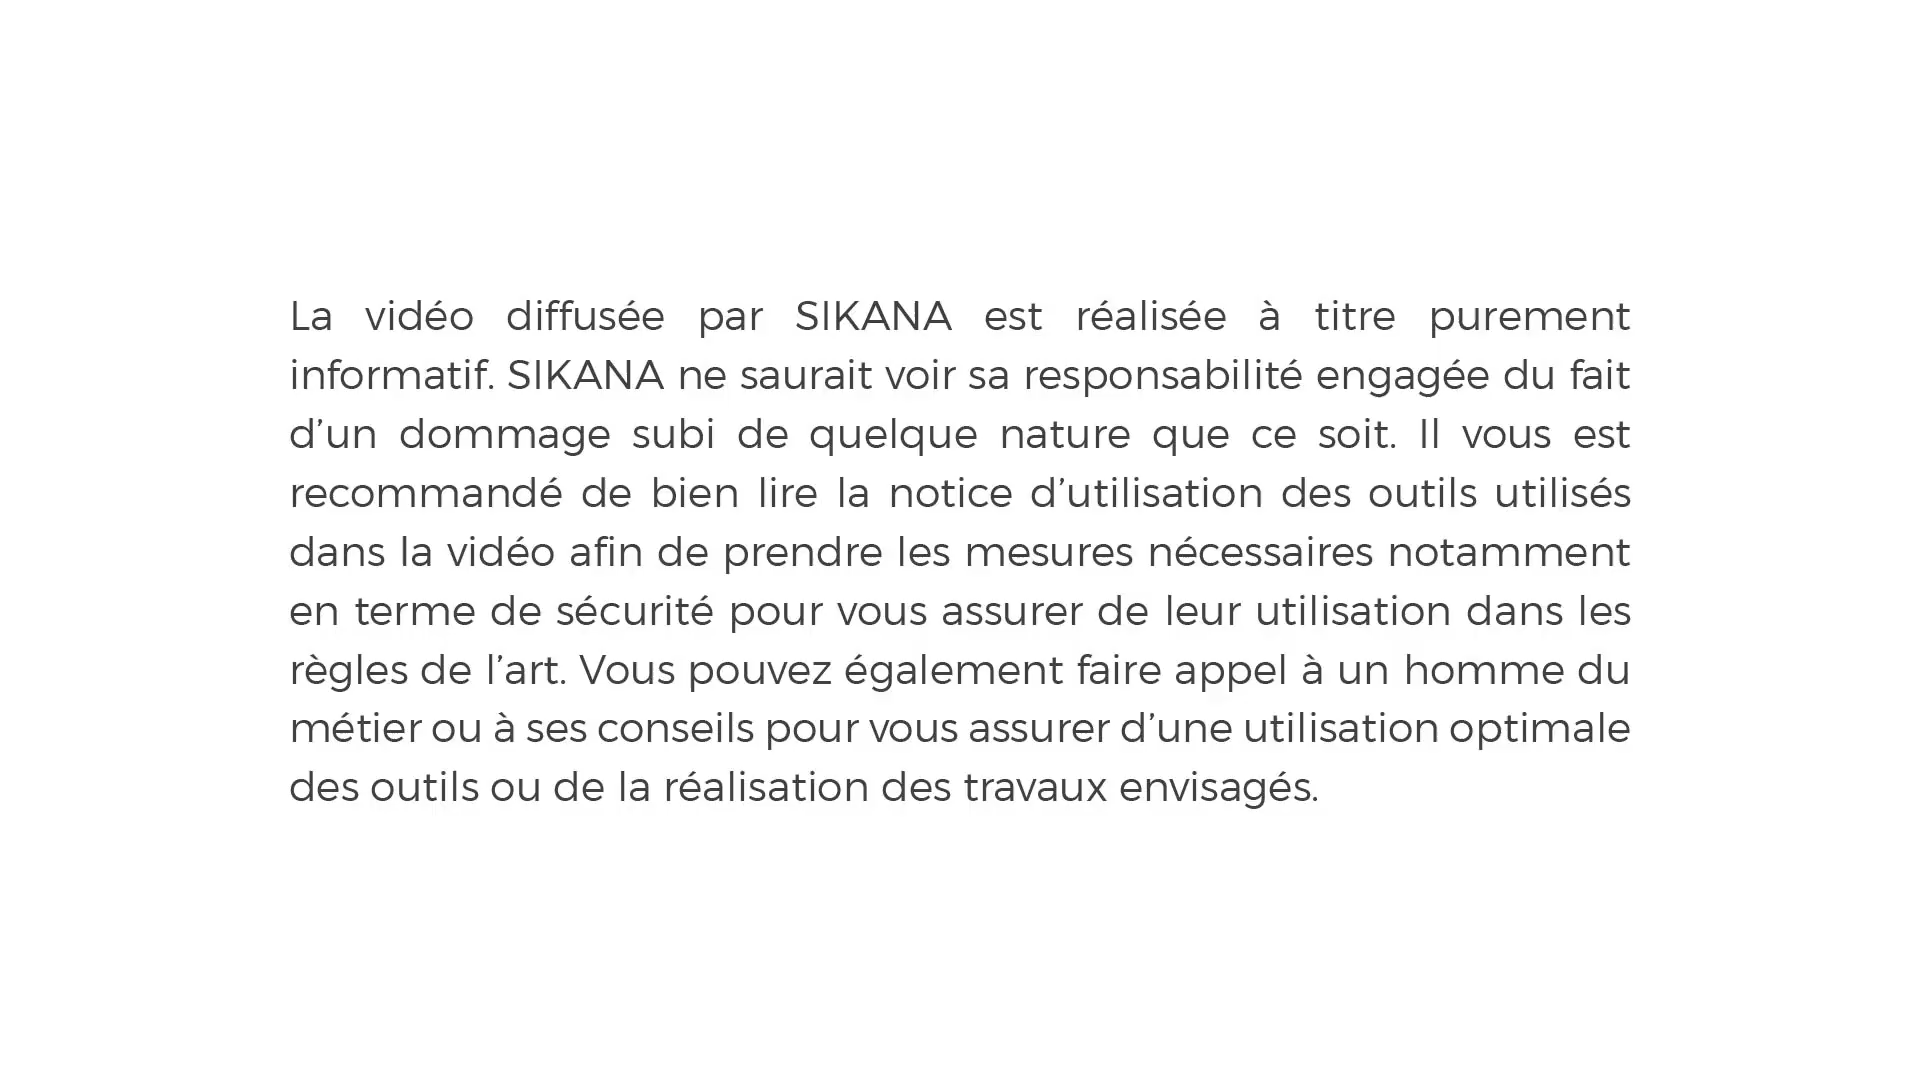 La vidéo diffusée par SIKANA est réalisée à titre purement
informatif. SIKANA ne saurait voir sa responsabilité engagée du fait
d’un dommage subi de quelque nature que ce soit. Il vous est
recommandé de bien lire la notice d’utilisation des outils utilisés
dans la vidéo afin de prendre les mesures nécessaires notamment
en terme de sécurité pour vous assurer de leur utilisation dans les
règles de l’art. Vous pouvez également faire appel à un homme du
métier ou à ses conseils pour vous assurer d’une utilisation optimale
des outils ou de la réalisation des travaux envisagés.